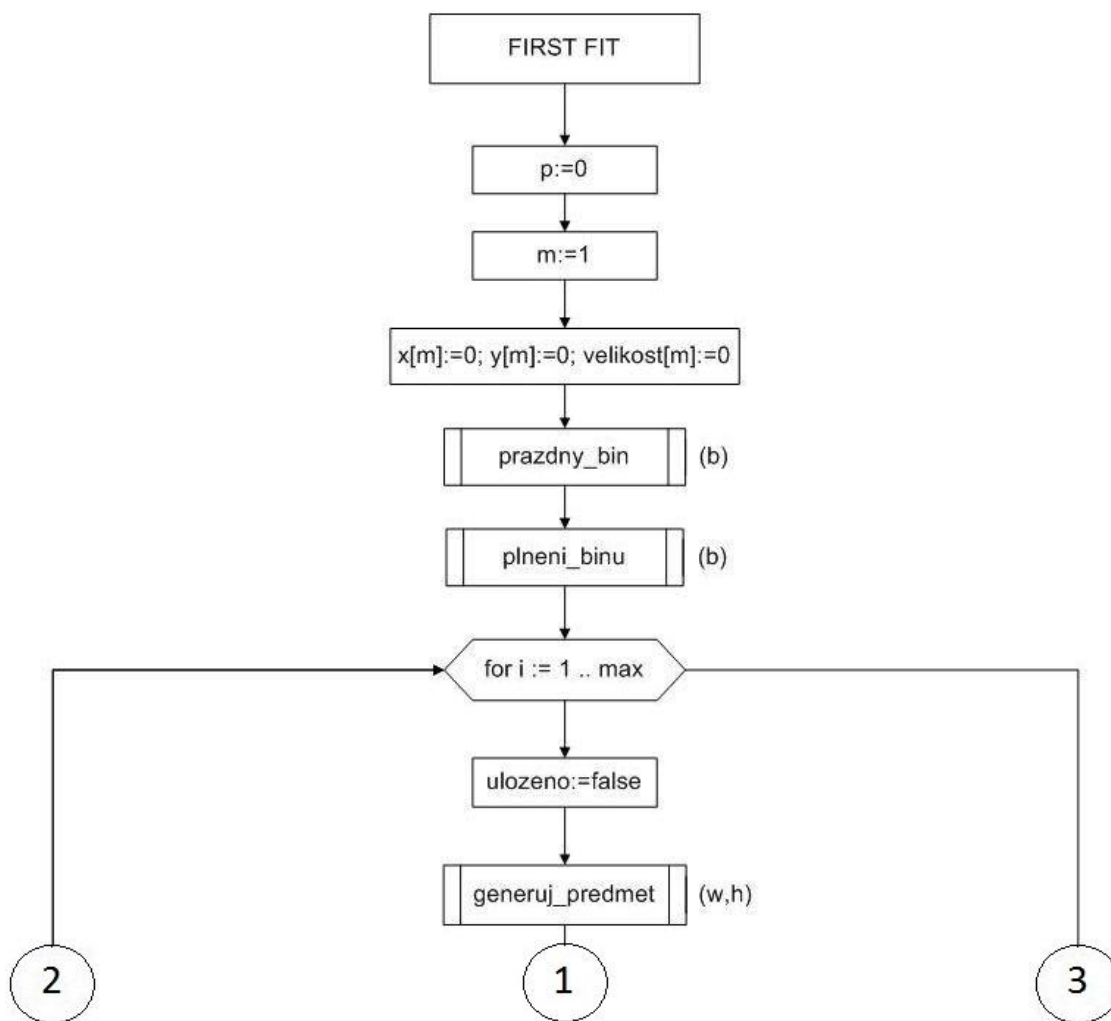 FIRST FIT
p:=0
m:=1
x[m]:=0; y[m]:=0; velikost[m]:=0
prazdny_bin (b)
plneni_binu (b)
for i := 1 .. max
ulozeno:=false
generuj_predmet (w,h)
2 1 3